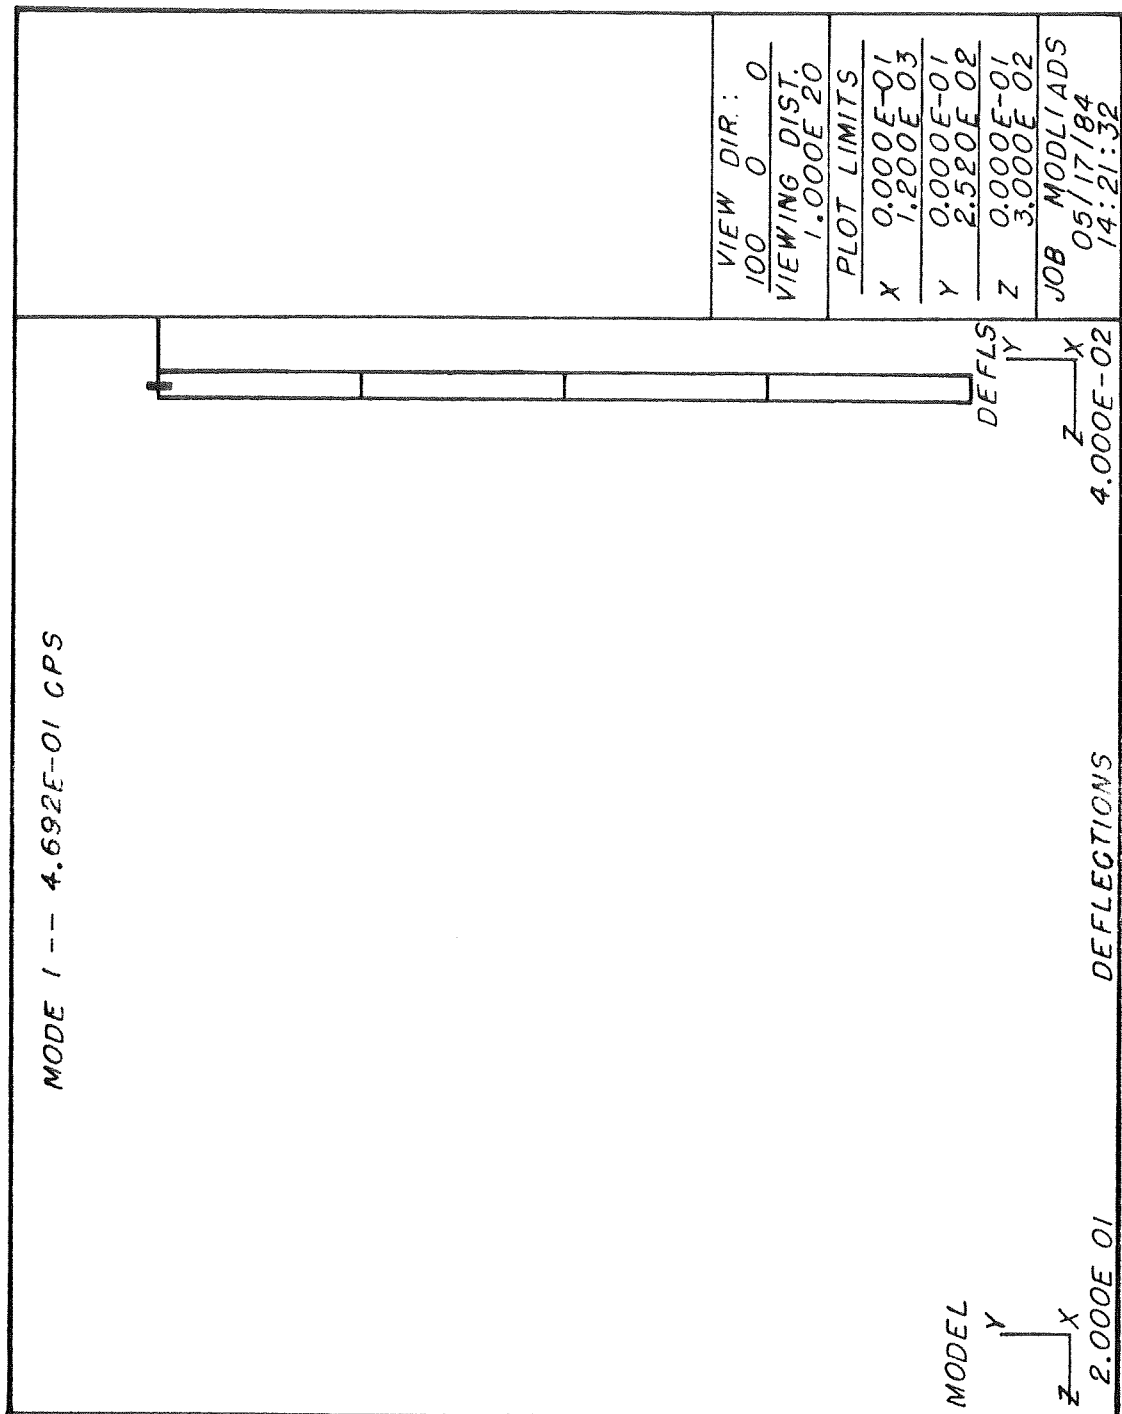 MODE 1 -- 4.692E-01 CPS
VIEW DIR.:
100 0 0
VIEWING DIST.
1.000E 20
PLOT LIMITS
X 0.000E-01
1.200E 03
Y 0.000E-01
2.520E 02
Z 0.000E-01
3.000E 02
JOB MODLIADS
05/17/84
14:21:32
MODEL
Y
Z X
2.000E 01
DEFLECTIONS
DEFLS
Y
Z X
4.000E-02